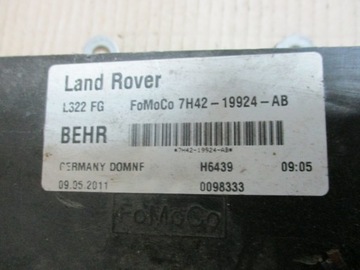 Land Rover
L322 FG FoMoCo 7H42-19924-AB
BEHR
*7H42-19924-AB*
GERMANY DOMNF H6439 09:05
09.05.2011 0098333
FoMoCo